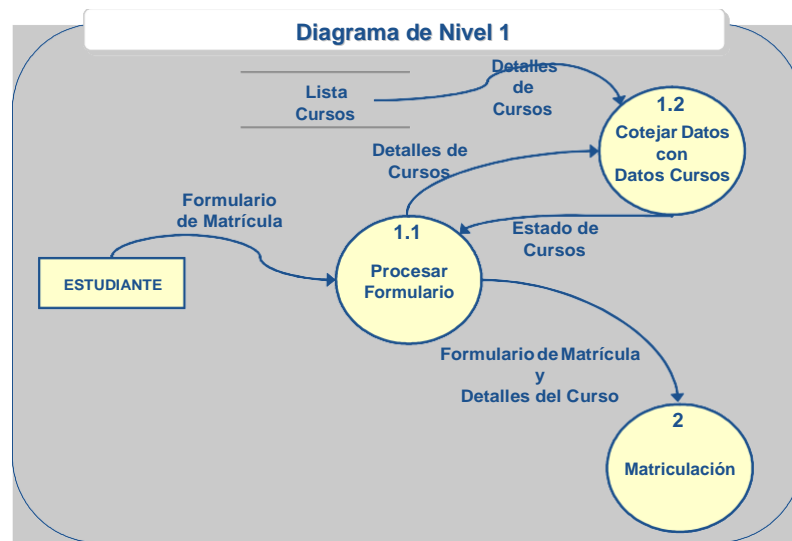 Diagrama de Nivel 1
Detalles
de
Cursos
Lista
Cursos
1.2
Cotejar Datos
con
Datos Cursos
Detalles de
Cursos
Formulario
de Matrícula
1.1
Procesar
Formulario
Estado de
Cursos
ESTUDIANTE
Formulario de Matrícula
y
Detalles del Curso
2
Matriculación